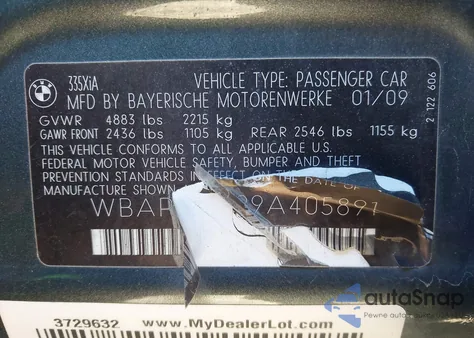 BMW
335XiA
VEHICLE TYPE: PASSENGER CAR
MFD BY BAYERISCHE MOTORENWERKE 01/09
GVWR 4883 lbs 2215 kg
GAWR FRONT 2436 lbs 1105 kg REAR 2546 lbs 1155 kg
THIS VEHICLE CONFORMS TO ALL APPLICABLE U.S.
FEDERAL MOTOR VEHICLE SAFETY, BUMPER AND THEFT
PREVENTION STANDARDS IN EFFECT ON THE DATE OF
MANUFACTURE SHOWN
9A405891
2 122 606
3729632 www.MyDealerLot.com
autoSnap
Pewne auto